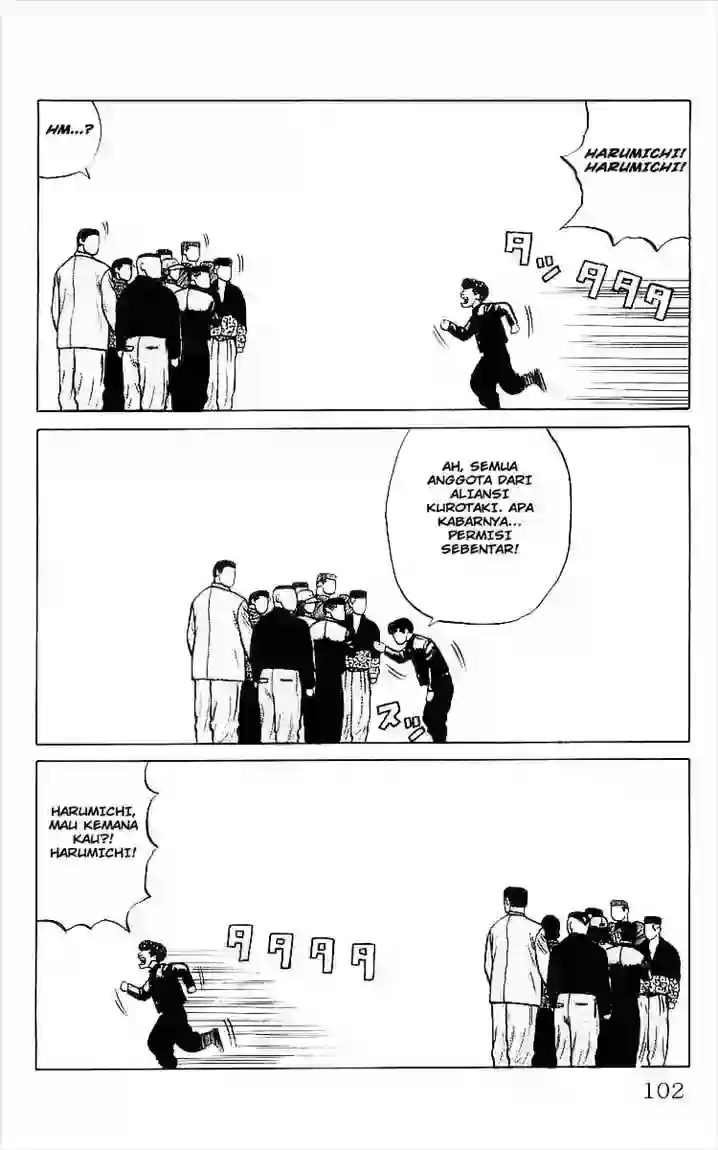 HM...?
HARUMICHI!
HARUMICHI!
タ
ッ
タタタ
AH, SEMUA
ANGGOTA DARI
ALIANSI
KUROTAKI. APA
KABARNYA...
PERMISI
SEBENTAR!
スッ
HARUMICHI,
MAU KEMANA
KAU?!
HARUMICHI!
タタタタ
102